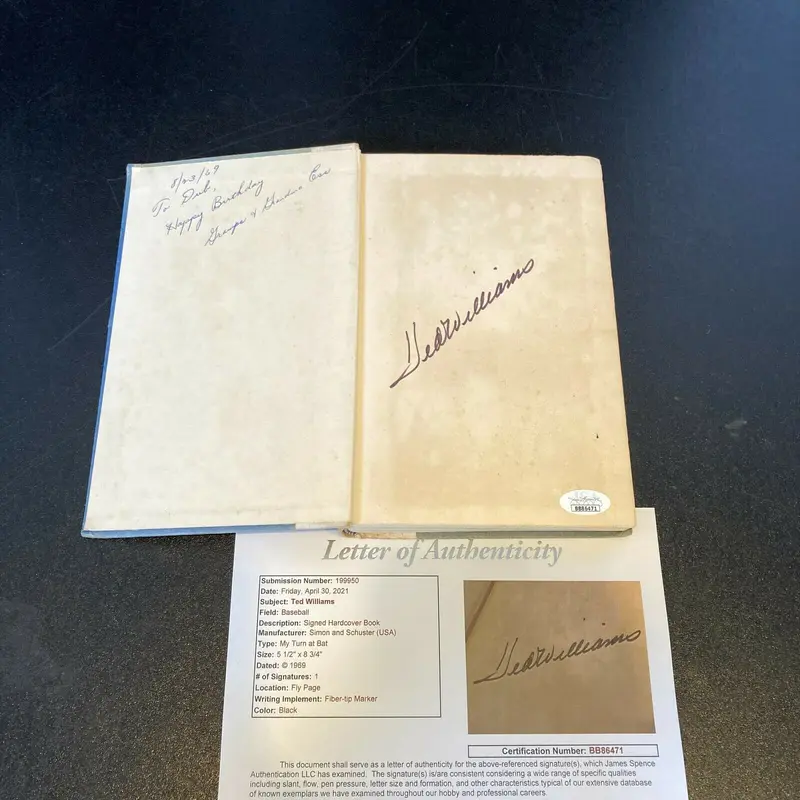 8/23/69
To Dub,
Happy Birthday
Gramps &
Ted Williams
BB86471
Letter of Authenticity
Submission Number: 199950
Date: Friday, April 30, 2021
Subject: Ted Williams
Field: Baseball
Description: Signed Hardcover Book
Manufacturer: Simon and Schuster (USA)
Type: My Turn at Bat
Size: 5 1/2" x 8 3/4"
Dated: © 1969
# of Signatures: 1
Location: Fly Page
Writing Implement: Fiber-tip Marker
Color: Black
Ted Williams
Certification Number: BB86471
This document shall serve as a letter of authenticity for the above-referenced signature(s), which James Spence
Authentication LLC has examined. The signature(s) is/are consistent considering a wide range of specific qualities
including slant, flow, pen pressure, letter size and formation, and other characteristics typical of our extensive database
of known exemplars we have examined throughout our hobby and professional careers.